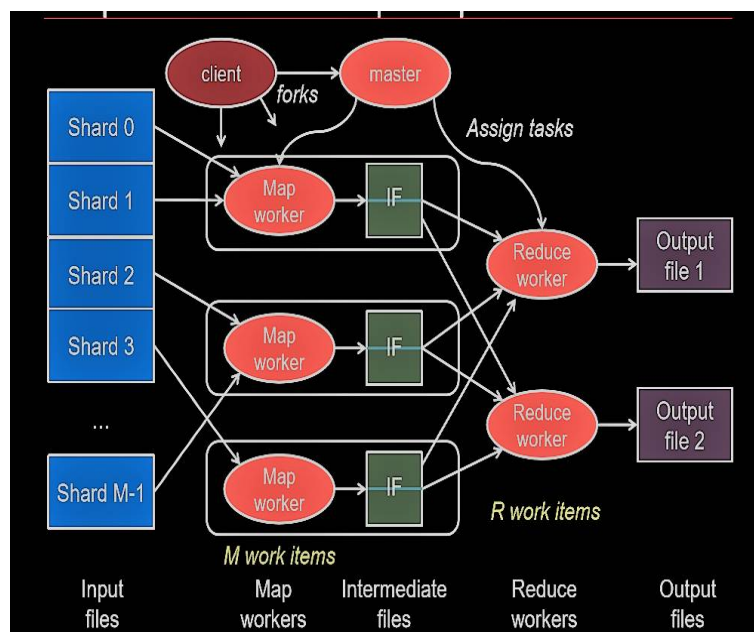 client
master
forks
Assign tasks
Shard 0
Shard 1
Shard 2
Shard 3
...
Shard M-1
Map
worker
IF
Map
worker
IF
Map
worker
IF
Reduce
worker
Reduce
worker
Output
file 1
Output
file 2
M work items
R work items
Input
files
Map
workers
Intermediate
files
Reduce
workers
Output
files